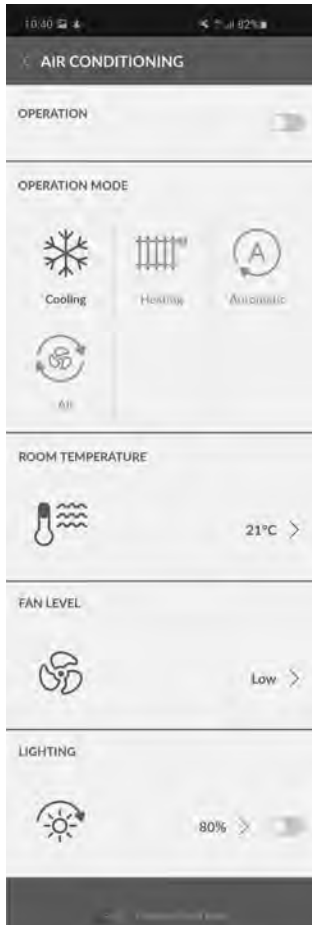 10:40 82%
< AIR CONDITIONING
OPERATION
OPERATION MODE
Cooling Heating Automatic
A
Air
ROOM TEMPERATURE
21°C >
FAN LEVEL
Low >
LIGHTING
80% >